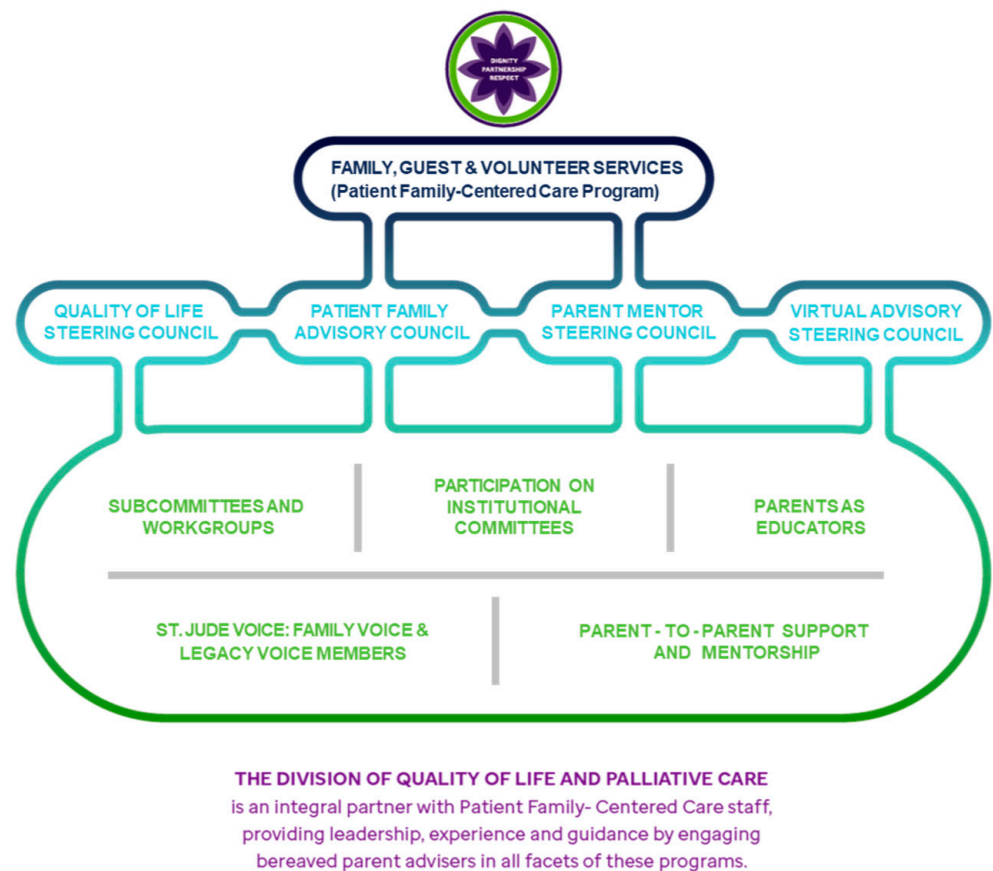 DIGNITY
PARTNERSHIP
RESPECT
FAMILY, GUEST & VOLUNTEER SERVICES
(Patient Family-Centered Care Program)
QUALITY OF LIFE
STEERING COUNCIL
PATIENT FAMILY
ADVISORY COUNCIL
PARENT MENTOR
STEERING COUNCIL
VIRTUAL ADVISORY
STEERING COUNCIL
SUBCOMMITTEES AND
WORKGROUPS
PARTICIPATION ON
INSTITUTIONAL
COMMITTEES
PARENTS AS
EDUCATORS
ST. JUDE VOICE: FAMILY VOICE &
LEGACY VOICE MEMBERS
PARENT - TO - PARENT SUPPORT
AND MENTORSHIP
THE DIVISION OF QUALITY OF LIFE AND PALLIATIVE CARE
is an integral partner with Patient Family- Centered Care staff,
providing leadership, experience and guidance by engaging
bereaved parent advisers in all facets of these programs.